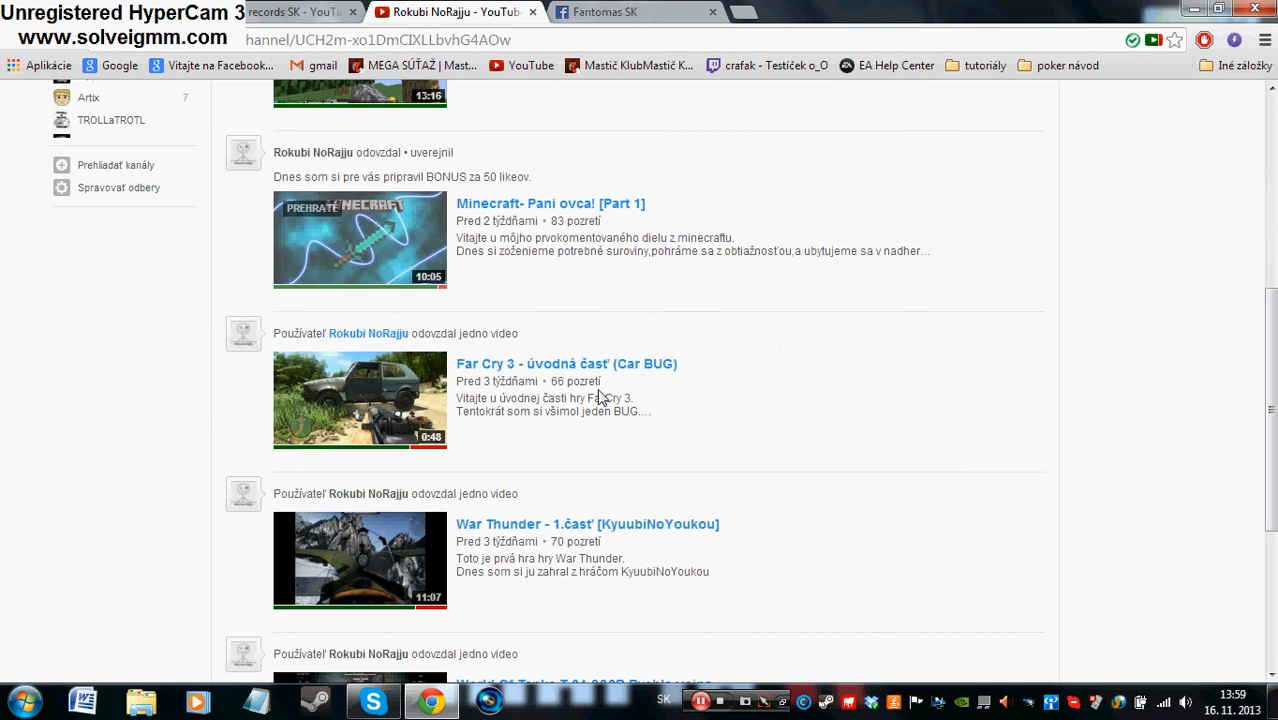 Unregistered HyperCam 3
www.solveigmm.com
records SK - YouTu
Rokubi NoRajju - YouTube
Fantomas SK
hannel/UCH2m-xo1DmCIXLLbvhG4AOw
Aplikácie
Google
Vitajte na Facebook...
gmail
MEGA SÚŤAŽ | Mast...
YouTube
Mastič KlubMastič K...
crafak - Testíček o_O
EA Help Center
tutoriály
poker návod
Iné záložky
Artix 7
TROLLaTROTL
Prehliadať kanály
Spravovať odbery
13:16
Rokubi NoRajju odovzdal • uverejnil
Dnes som si pre vás pripravil BONUS za 50 likeov.
PREHRATÉ
MINECRAFT
10:05
Minecraft- Pani ovca! [Part 1]
Pred 2 týždňami • 83 pozretí
Vitajte u môjho prvokomentovaného dielu z minecraftu.
Dnes si zoženieme potrebné suroviny,pohráme sa z obtiažnosťou,a ubytujeme sa v nadher...
Používateľ Rokubi NoRajju odovzdal jedno video
0:48
Far Cry 3 - úvodná časť (Car BUG)
Pred 3 týždňami • 66 pozretí
Vitajte u úvodnej časti hry Far Cry 3.
Tentokrát som si všimol jeden BUG....
Používateľ Rokubi NoRajju odovzdal jedno video
11:07
War Thunder - 1.časť [KyuubiNoYoukou]
Pred 3 týždňami • 70 pozretí
Toto je prvá hra hry War Thunder.
Dnes som si ju zahral z hráčom KyuubiNoYoukou
Používateľ Rokubi NoRajju odovzdal jedno video
SK
13:59
16. 11. 2013